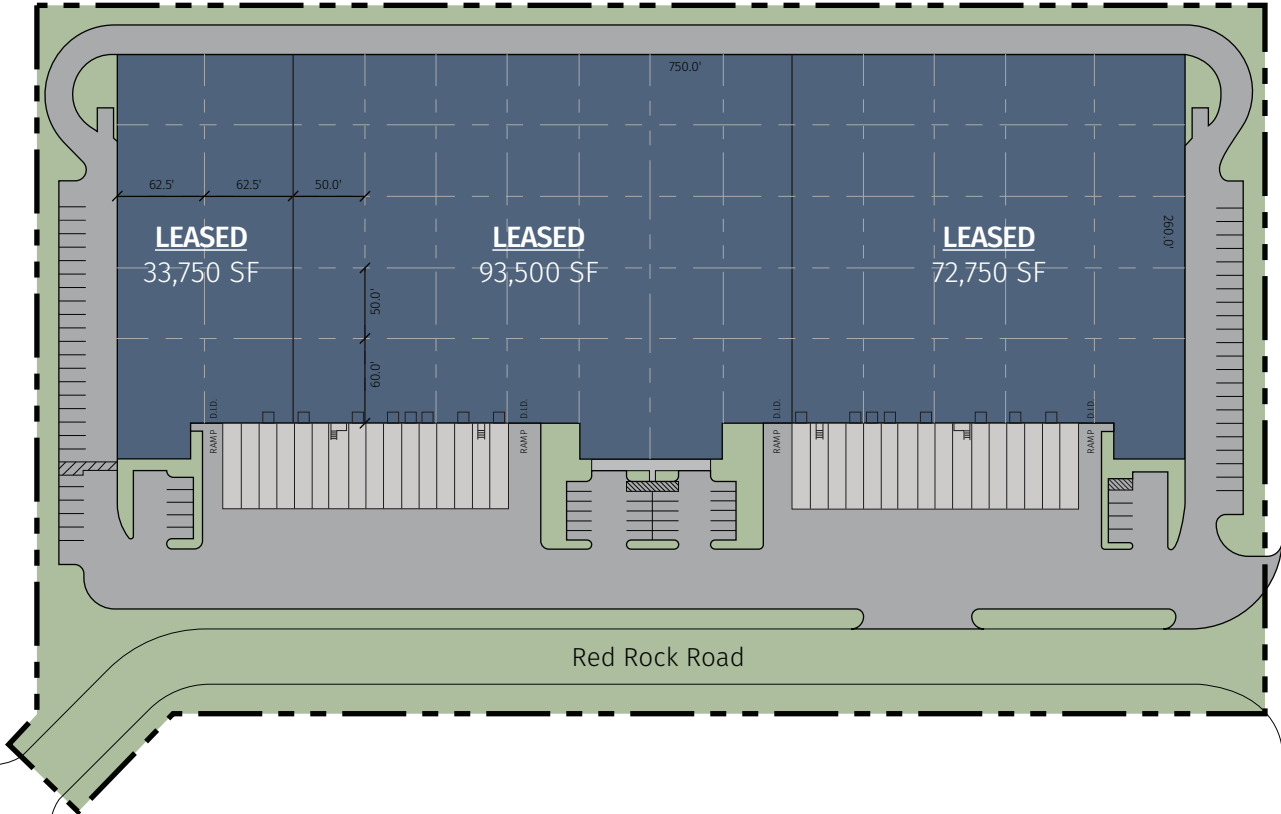 750.0'
62.5'
62.5'
50.0'
260.0'
LEASED
33,750 SF
LEASED
93,500 SF
LEASED
72,750 SF
50.0'
60.0'
RAMP D.I.D.
RAMP D.I.D.
RAMP D.I.D.
RAMP D.I.D.
Red Rock Road